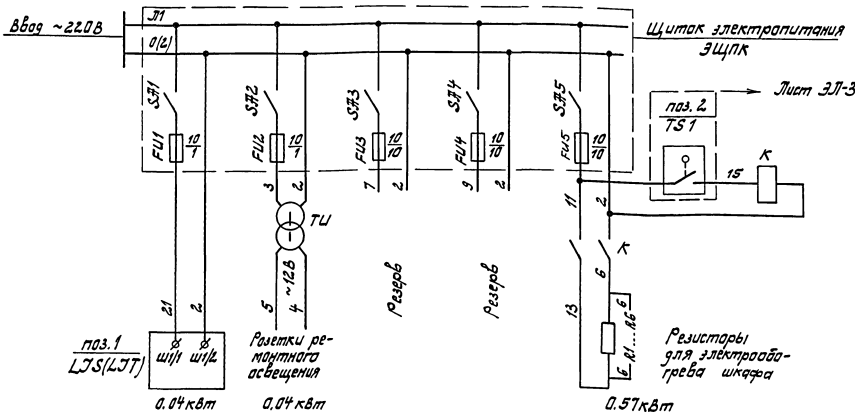 Л1
Ввод ~220В
0(2)
Щиток электропитания
ЭЩПК
SA1
SA2
SA3
SA4
SA5
поз. 2
TS1
Лист ЭЛ-3
FU1
10/1
FU2
10/1
FU3
10/10
FU4
10/10
FU5
10/10
15
К
3
2
7
2
9
2
11
2
TU
~12В
Резерв
Резерв
К
6
21
2
5
4
13
6
R1...R6
6
поз.1
LJS(LJT)
Ш1/1
Ш1/2
Розетки ре-
монтного
освещения
Резисторы
для электрообо-
грева шкафа
0.04кВт
0,04 кВт
0.57кВт